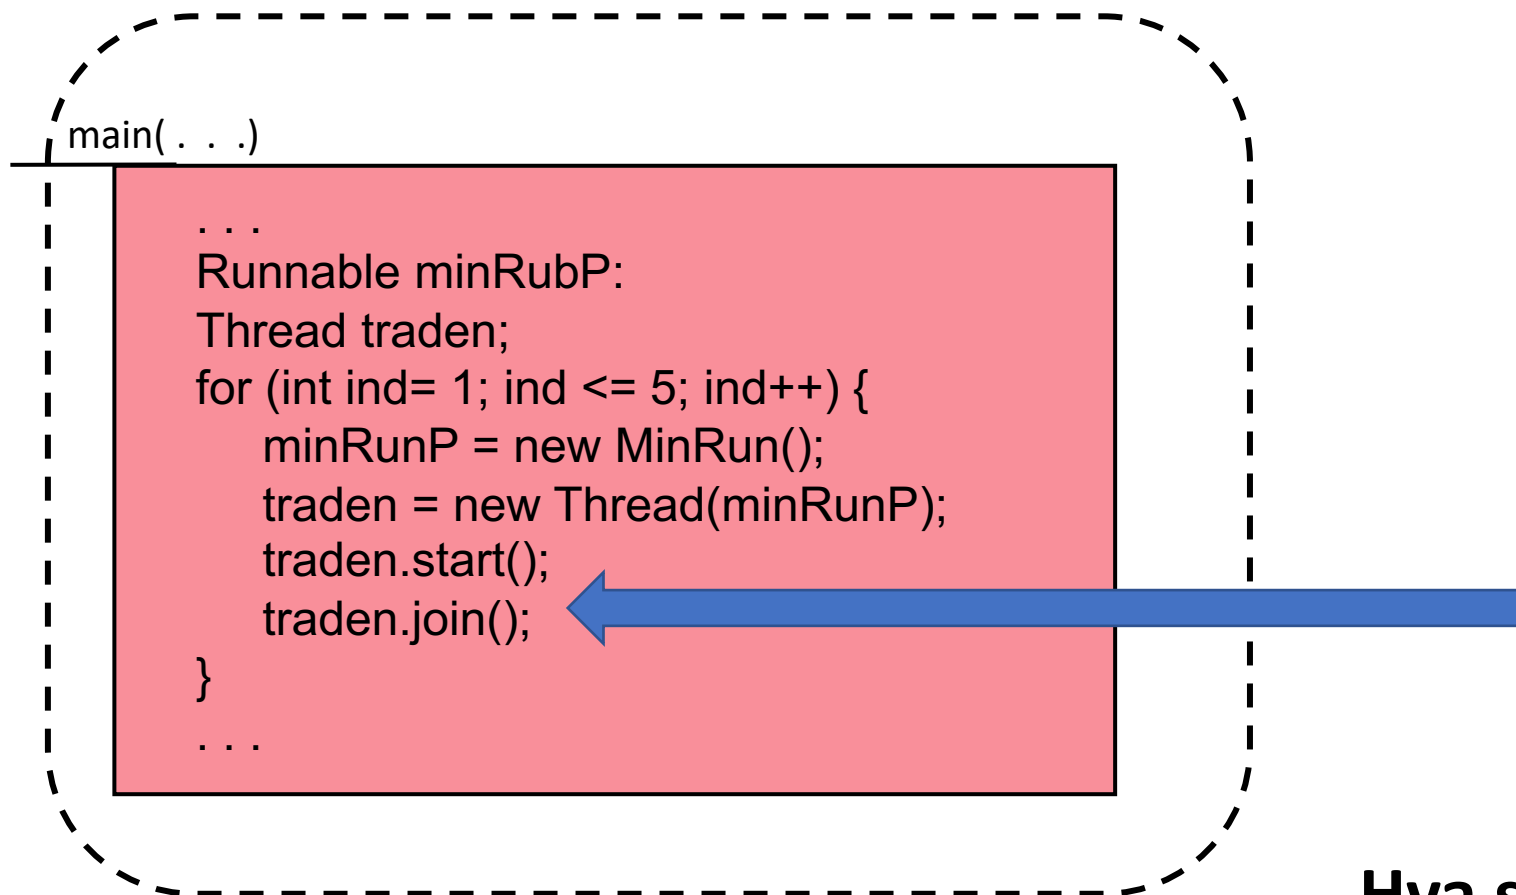 main( . . .)
. . .
Runnable minRubP:
Thread traden;
for (int ind= 1; ind <= 5; ind++) {
minRunP = new MinRun();
traden = new Thread(minRunP);
traden.start();
traden.join();
}
. . .
Hva s